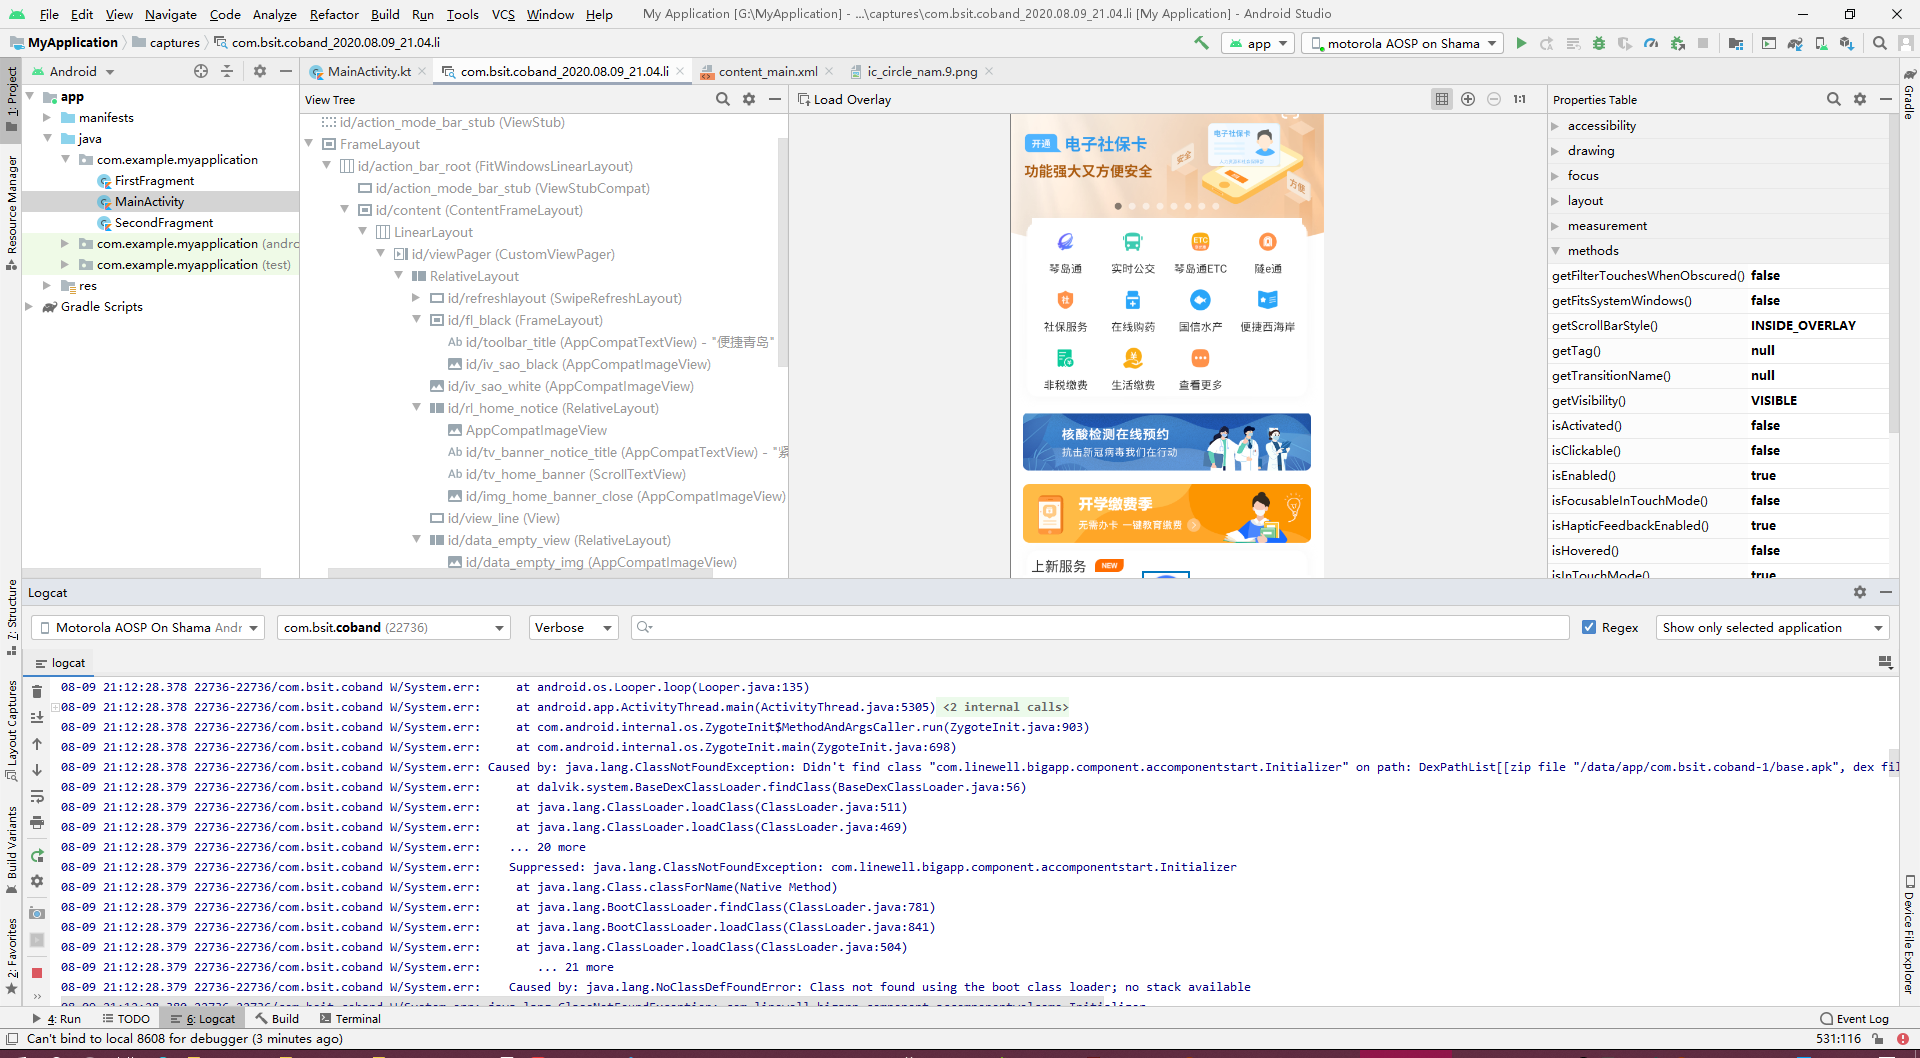 File Edit View Navigate Code Analyze Refactor Build Run Tools VCS Window Help My Application [G:\MyApplication] - ...\captures\com.bsit.coband_2020.08.09_21.04.li [My Application] - Android Studio
MyApplication captures com.bsit.coband_2020.08.09_21.04.li app motorola AOSP on Shama
Android MainActivity.kt com.bsit.coband_2020.08.09_21.04.li content_main.xml ic_circle_nam.9.png
1: Project
Resource Manager
7: Structure
Layout Captures
Build Variants
2: Favorites
app
manifests
java
com.example.myapplication
FirstFragment
MainActivity
SecondFragment
com.example.myapplication (andro
com.example.myapplication (test)
res
Gradle Scripts
View Tree
id/action_mode_bar_stub (ViewStub)
FrameLayout
id/action_bar_root (FitWindowsLinearLayout)
id/action_mode_bar_stub (ViewStubCompat)
id/content (ContentFrameLayout)
LinearLayout
id/viewPager (CustomViewPager)
RelativeLayout
id/refreshlayout (SwipeRefreshLayout)
id/fl_black (FrameLayout)
Ab id/toolbar_title (AppCompatTextView) - "便捷青岛"
id/iv_sao_black (AppCompatImageView)
id/iv_sao_white (AppCompatImageView)
id/rl_home_notice (RelativeLayout)
AppCompatImageView
Ab id/tv_banner_notice_title (AppCompatTextView) - "紧
Ab id/tv_home_banner (ScrollTextView)
id/img_home_banner_close (AppCompatImageView)
id/view_line (View)
id/data_empty_view (RelativeLayout)
id/data_empty_img (AppCompatImageView)
Load Overlay 1:1
开通 电子社保卡
功能强大又方便安全
电子社保卡
安全
方便
琴岛通 实时公交 琴岛通ETC 隧e通
社保服务 在线购药 国信水产 便捷西海岸
非税缴费 生活缴费 查看更多
ETC
核酸检测在线预约
抗击新冠病毒我们在行动
开学缴费季
无需办卡 一键教育缴费
上新服务 NEW
Properties Table
accessibility
drawing
focus
layout
measurement
methods
getFilterTouchesWhenObscured() false
getFitsSystemWindows() false
getScrollBarStyle() INSIDE_OVERLAY
getTag() null
getTransitionName() null
getVisibility() VISIBLE
isActivated() false
isClickable() false
isEnabled() true
isFocusableInTouchMode() false
isHapticFeedbackEnabled() true
isHovered() false
isInTouchMode() true
Gradle
Device File Explorer
Logcat
Motorola AOSP On Shama Andr com.bsit.coband (22736) Verbose Regex Show only selected application
logcat
08-09 21:12:28.378 22736-22736/com.bsit.coband W/System.err:     at android.os.Looper.loop(Looper.java:135)
08-09 21:12:28.378 22736-22736/com.bsit.coband W/System.err:     at android.app.ActivityThread.main(ActivityThread.java:5305) <2 internal calls>
08-09 21:12:28.378 22736-22736/com.bsit.coband W/System.err:     at com.android.internal.os.ZygoteInit$MethodAndArgsCaller.run(ZygoteInit.java:903)
08-09 21:12:28.378 22736-22736/com.bsit.coband W/System.err:     at com.android.internal.os.ZygoteInit.main(ZygoteInit.java:698)
08-09 21:12:28.378 22736-22736/com.bsit.coband W/System.err: Caused by: java.lang.ClassNotFoundException: Didn't find class "com.linewell.bigapp.component.accomponentstart.Initializer" on path: DexPathList[[zip file "/data/app/com.bsit.coband-1/base.apk", dex fil
08-09 21:12:28.379 22736-22736/com.bsit.coband W/System.err:     at dalvik.system.BaseDexClassLoader.findClass(BaseDexClassLoader.java:56)
08-09 21:12:28.379 22736-22736/com.bsit.coband W/System.err:     at java.lang.ClassLoader.loadClass(ClassLoader.java:511)
08-09 21:12:28.379 22736-22736/com.bsit.coband W/System.err:     at java.lang.ClassLoader.loadClass(ClassLoader.java:469)
08-09 21:12:28.379 22736-22736/com.bsit.coband W/System.err:    ... 20 more
08-09 21:12:28.379 22736-22736/com.bsit.coband W/System.err:    Suppressed: java.lang.ClassNotFoundException: com.linewell.bigapp.component.accomponentstart.Initializer
08-09 21:12:28.379 22736-22736/com.bsit.coband W/System.err:     at java.lang.Class.classForName(Native Method)
08-09 21:12:28.379 22736-22736/com.bsit.coband W/System.err:     at java.lang.BootClassLoader.findClass(ClassLoader.java:781)
08-09 21:12:28.379 22736-22736/com.bsit.coband W/System.err:     at java.lang.BootClassLoader.loadClass(ClassLoader.java:841)
08-09 21:12:28.379 22736-22736/com.bsit.coband W/System.err:     at java.lang.ClassLoader.loadClass(ClassLoader.java:504)
08-09 21:12:28.379 22736-22736/com.bsit.coband W/System.err:        ... 21 more
08-09 21:12:28.379 22736-22736/com.bsit.coband W/System.err:    Caused by: java.lang.NoClassDefFoundError: Class not found using the boot class loader; no stack available
4: Run TODO 6: Logcat Build Terminal Event Log
Can't bind to local 8608 for debugger (3 minutes ago) 531:116